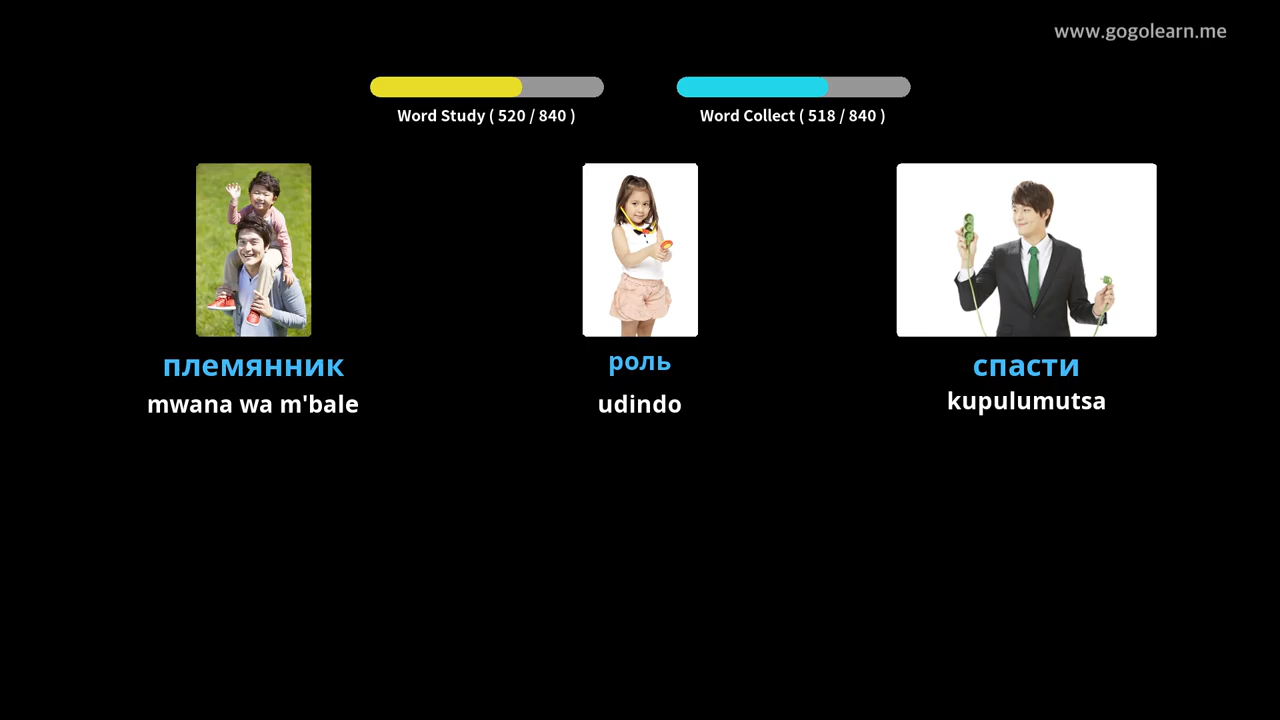 www.gogolearn.me
Word Study ( 520 / 840 )
Word Collect ( 518 / 840 )
племянник
mwana wa m'bale
роль
udindo
спасти
kupulumutsa